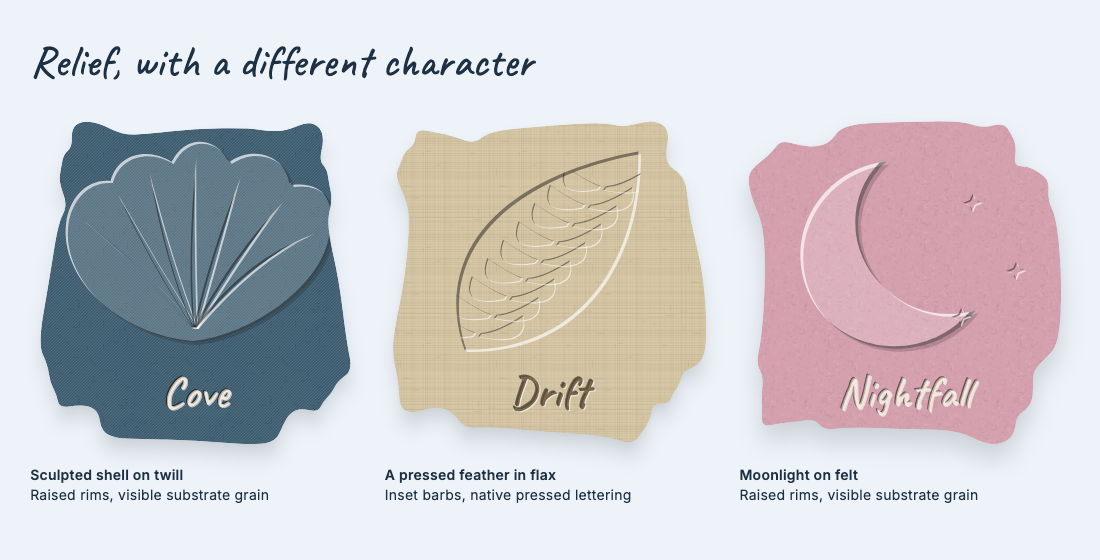 Relief, with a different character
Cove
Drift
Nightfall
Sculpted shell on twill
Raised rims, visible substrate grain
A pressed feather in flax
Inset barbs, native pressed lettering
Moonlight on felt
Raised rims, visible substrate grain